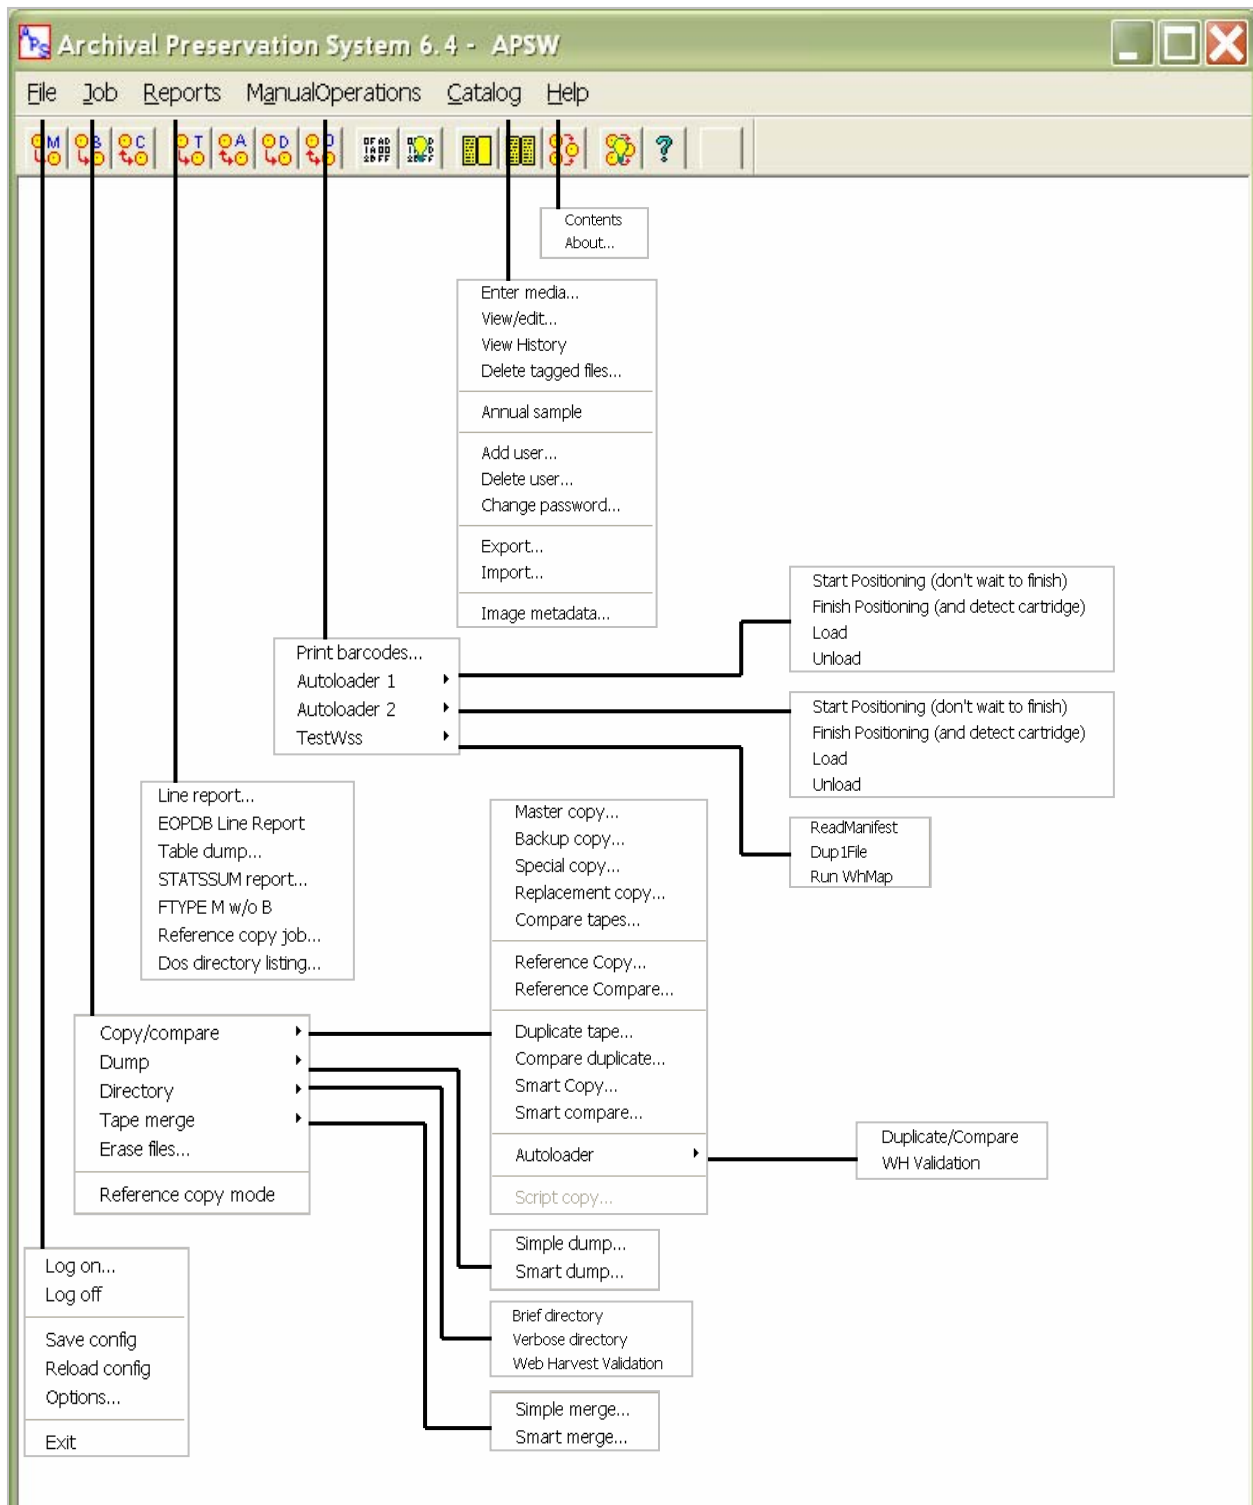 APS Archival Preservation System 6.4 - APSW
File Job Reports ManualOperations Catalog Help
M B C T A D D
Contents
About...
Enter media...
View/edit...
View History
Delete tagged files...
Annual sample
Add user...
Delete user...
Change password...
Export...
Import...
Image metadata...
Print barcodes...
Autoloader 1
Autoloader 2
TestWss
Start Positioning (don't wait to finish)
Finish Positioning (and detect cartridge)
Load
Unload
Start Positioning (don't wait to finish)
Finish Positioning (and detect cartridge)
Load
Unload
ReadManifest
Dup1File
Run WhMap
Line report...
EOPDB Line Report
Table dump...
STATSSUM report...
FTYPE M w/o B
Reference copy job...
Dos directory listing...
Master copy...
Backup copy...
Special copy...
Replacement copy...
Compare tapes...
Reference Copy...
Reference Compare...
Duplicate tape...
Compare duplicate...
Smart Copy...
Smart compare...
Autoloader
Script copy...
Duplicate/Compare
WH Validation
Copy/compare
Dump
Directory
Tape merge
Erase files...
Reference copy mode
Simple dump...
Smart dump...
Brief directory
Verbose directory
Web Harvest Validation
Simple merge...
Smart merge...
Log on...
Log off
Save config
Reload config
Options...
Exit